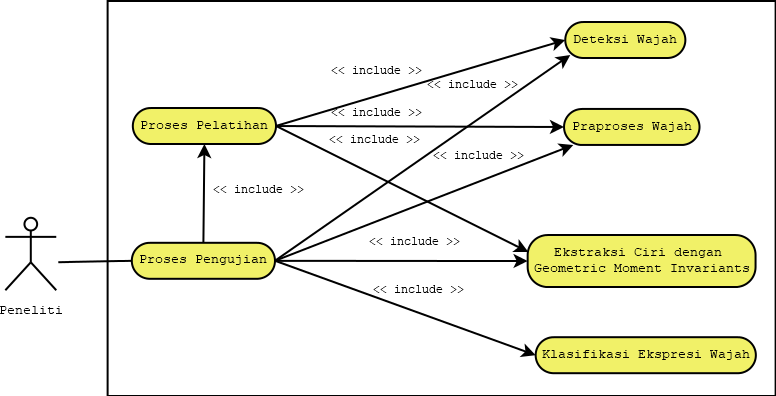 Deteksi Wajah
<< include >>
<< include >>
<< include >>
Proses Pelatihan
Praproses Wajah
<< include >>
<< include >>
<< include >>
<< include >>
Ekstraksi Ciri dengan
Geometric Moment Invariants
Proses Pengujian
<< include >>
Peneliti
Klasifikasi Ekspresi Wajah